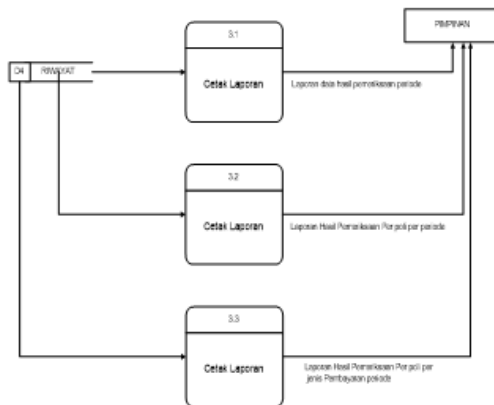 3.1
PIMPINAN
D4 RIWAYAT
Cetak Laporan
Laporan data hasil pemeriksaan periode
3.2
Cetak Laporan
Laporan Hasil Pemeriksaan Per poli per periode
3.3
Cetak Laporan
Laporan Hasil Pemeriksaan Per poli per
jenis Pembayaran periode